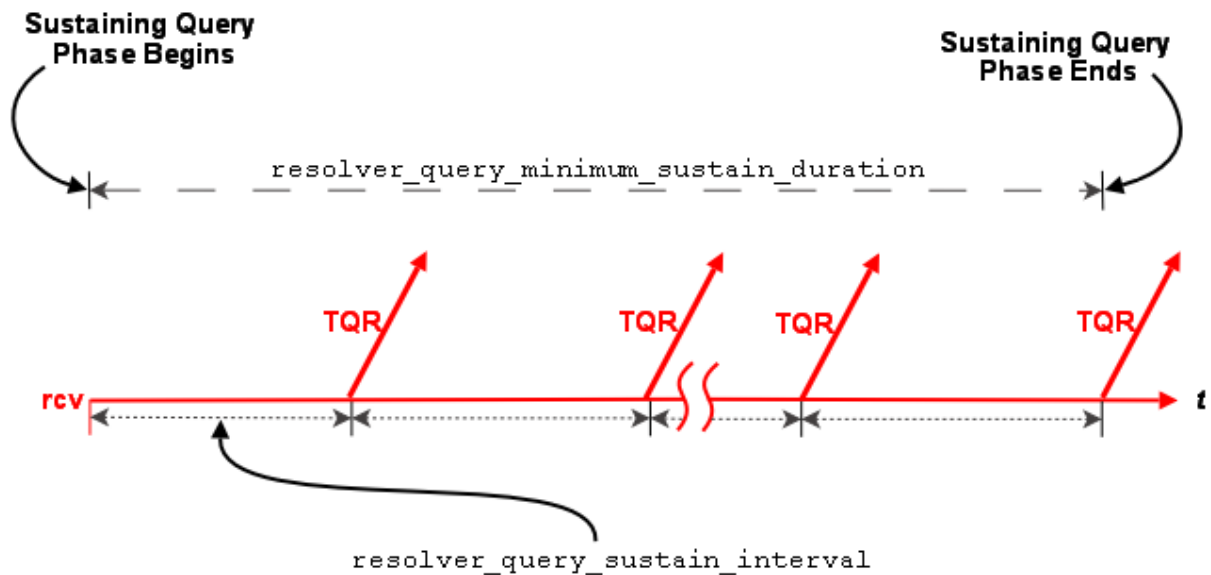 Sustaining Query
Phase Begins
Sustaining Query
Phase Ends
resolver_query_minimum_sustain_duration
TQR
TQR
TQR
TQR
rcv
t
resolver_query_sustain_interval